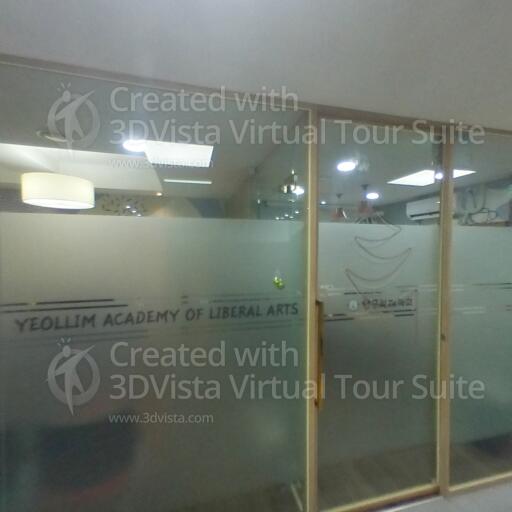 Created with
3DVista Virtual Tour Suite
www.3dvista.com
YEOLLIM ACADEMY OF LIBERAL ARTS
Created with
3DVista Virtual Tour Suite
www.3dvista.com